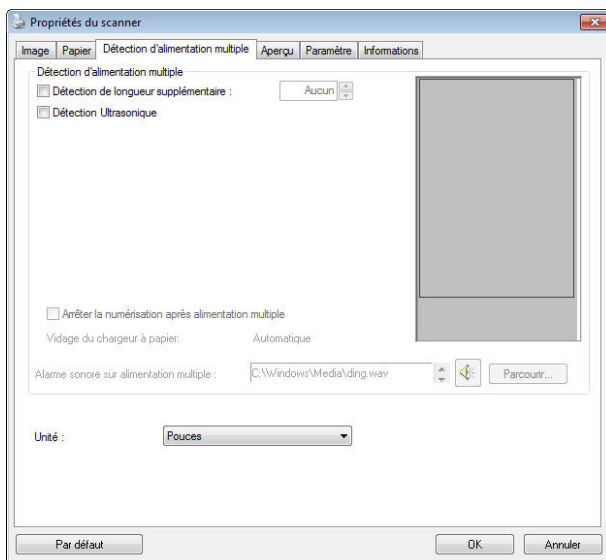 Propriétés du scanner
Image Papier Détection d'alimentation multiple Aperçu Paramètre Informations
Détection d'alimentation multiple
Détection de longueur supplémentaire : Aucun
Détection Ultrasonique
Arrêter la numérisation après alimentation multiple
Vidage du chargeur à papier: Automatique
Alarme sonore sur alimentation multiple : C:\Windows\Media\ding.wav Parcourir...
Unité : Pouces
Par défaut OK Annuler